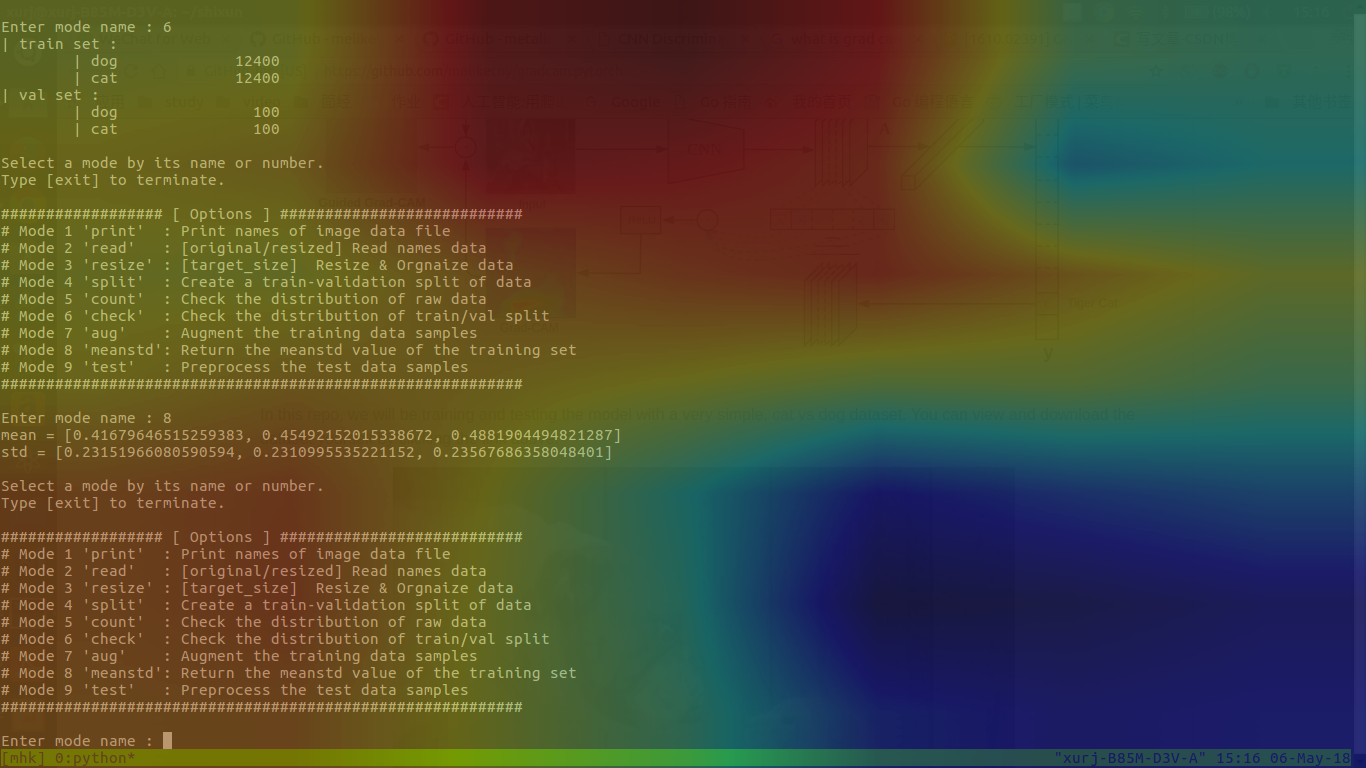 Enter mode name : 6
| train set :
| dog 12400
| cat 12400
| val set :
| dog 100
| cat 100
Select a mode by its name or number.
Type [exit] to terminate.
################## [ Options ] ###########################
# Mode 1 'print' : Print names of image data file
# Mode 2 'read' : [original/resized] Read names data
# Mode 3 'resize' : [target_size] Resize & Orgnaize data
# Mode 4 'split' : Create a train-validation split of data
# Mode 5 'count' : Check the distribution of raw data
# Mode 6 'check' : Check the distribution of train/val split
# Mode 7 'aug' : Augment the training data samples
# Mode 8 'meanstd': Return the meanstd value of the training set
# Mode 9 'test' : Preprocess the test data samples
##########################################################
Enter mode name : 8
mean = [0.41679646515259383, 0.45492152015338672, 0.4881904494821287]
std = [0.23151966080590594, 0.2310995535221152, 0.23567686358048401]
Select a mode by its name or number.
Type [exit] to terminate.
################## [ Options ] ###########################
# Mode 1 'print' : Print names of image data file
# Mode 2 'read' : [original/resized] Read names data
# Mode 3 'resize' : [target_size] Resize & Orgnaize data
# Mode 4 'split' : Create a train-validation split of data
# Mode 5 'count' : Check the distribution of raw data
# Mode 6 'check' : Check the distribution of train/val split
# Mode 7 'aug' : Augment the training data samples
# Mode 8 'meanstd': Return the meanstd value of the training set
# Mode 9 'test' : Preprocess the test data samples
##########################################################
Enter mode name :
[mhk] 0:python* "xurj-B85M-D3V-A" 15:16 06-May-18